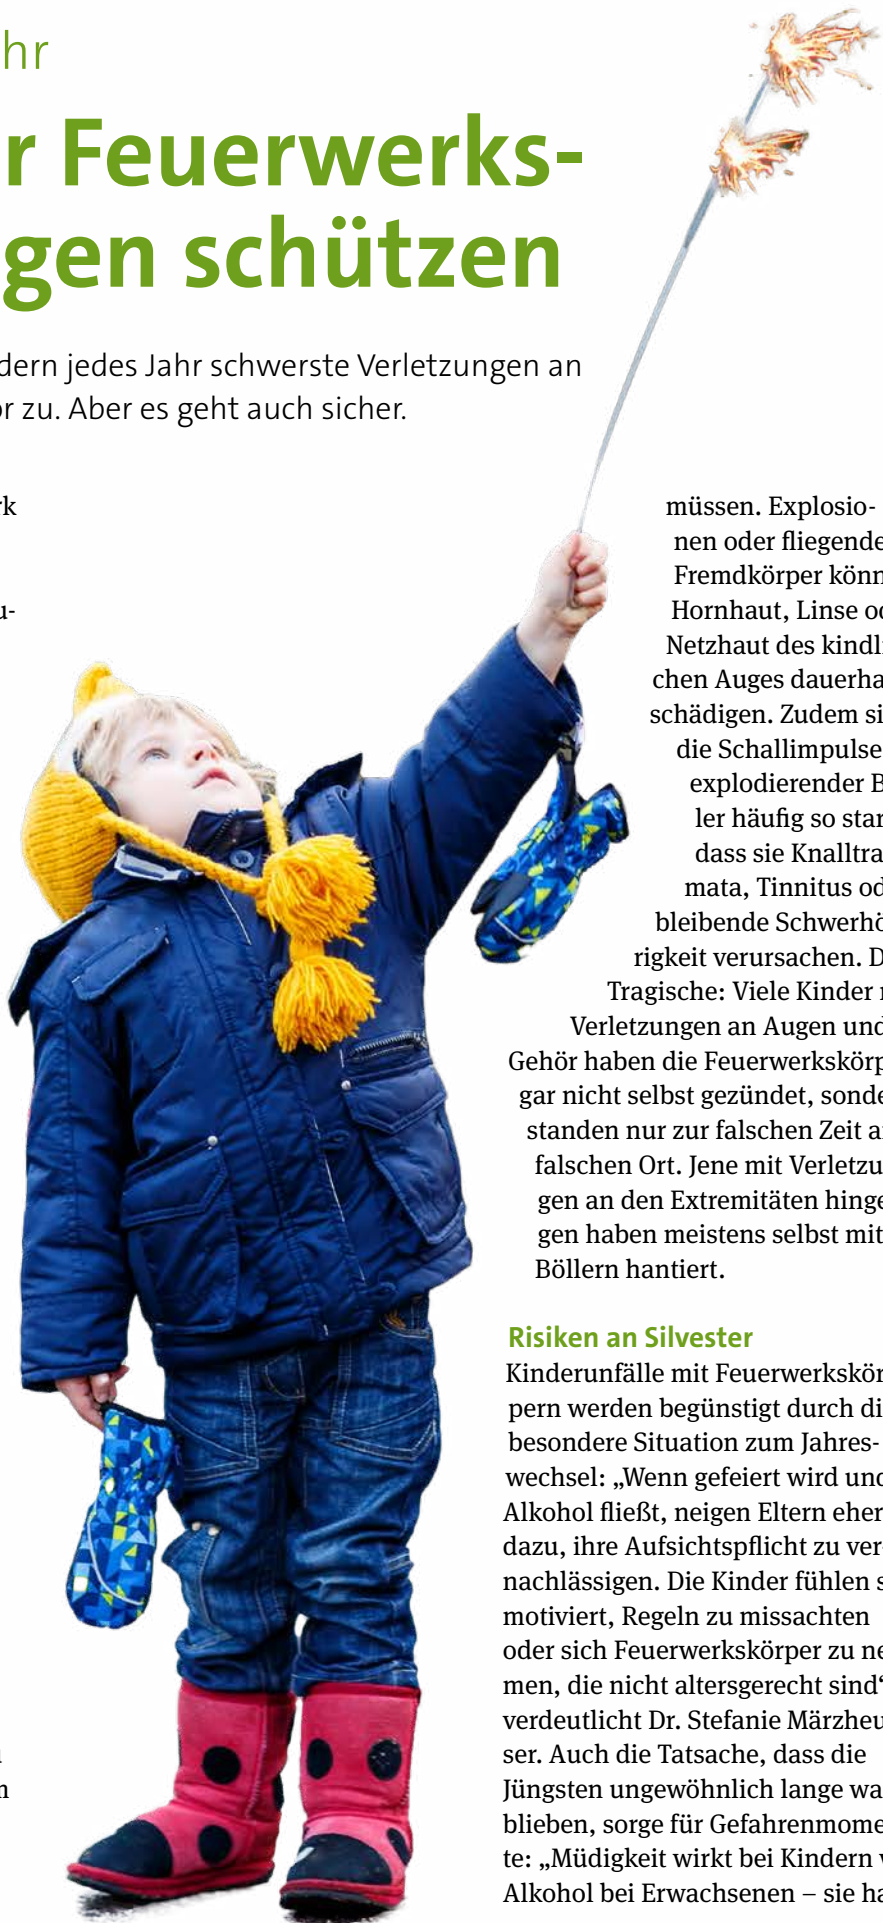 hr
r Feuerwerks-
gen schützen
dern jedes Jahr schwerste Verletzungen an
or zu. Aber es geht auch sicher.
rk
u-
n
müssen. Explosio-
nen oder fliegende
Fremdkörper könn
Hornhaut, Linse od
Netzhaut des kindli
chen Auges dauerha
schädigen. Zudem si
die Schallimpulse
explodierender B
ler häufig so star
dass sie Knalltra
mata, Tinnitus od
bleibende Schwerhö
rigkeit verursachen. D
Tragische: Viele Kinder
Verletzungen an Augen und
Gehör haben die Feuerwerkskörp
gar nicht selbst gezündet, sonde
standen nur zur falschen Zeit a
falschen Ort. Jene mit Verletzu
gen an den Extremitäten hinge
gen haben meistens selbst mit
Böllern hantiert.
Risiken an Silvester
Kinderunfälle mit Feuerwerkskör
pern werden begünstigt durch di
besondere Situation zum Jahres-
wechsel: „Wenn gefeiert wird und
Alkohol fließt, neigen Eltern eher
dazu, ihre Aufsichtspflicht zu ver
nachlässigen. Die Kinder fühlen s
motiviert, Regeln zu missachten
oder sich Feuerwerkskörper zu ne
men, die nicht altersgerecht sind“
verdeutlicht Dr. Stefanie Märzheu
ser. Auch die Tatsache, dass die
Jüngsten ungewöhnlich lange wa
blieben, sorge für Gefahrenmome
te: „Müdigkeit wirkt bei Kindern
Alkohol bei Erwachsenen – sie ha